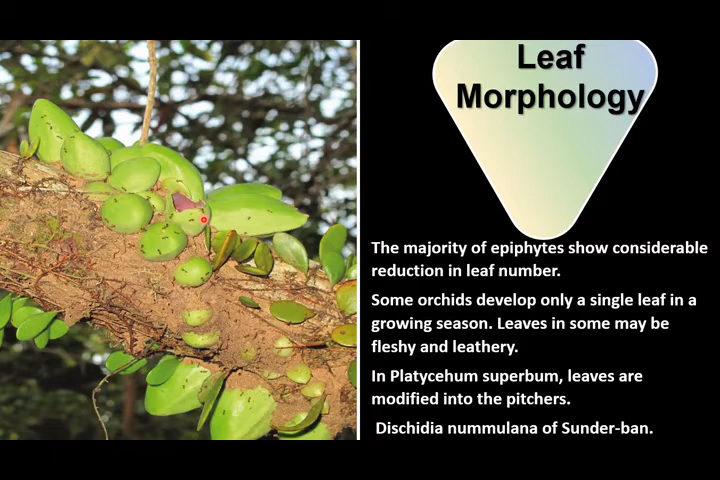 Leaf
Morphology
The majority of epiphytes show considerable
reduction in leaf number.
Some orchids develop only a single leaf in a
growing season. Leaves in some may be
fleshy and leathery.
In Platycehum superbum, leaves are
modified into the pitchers.
Dischidia nummulana of Sunder-ban.